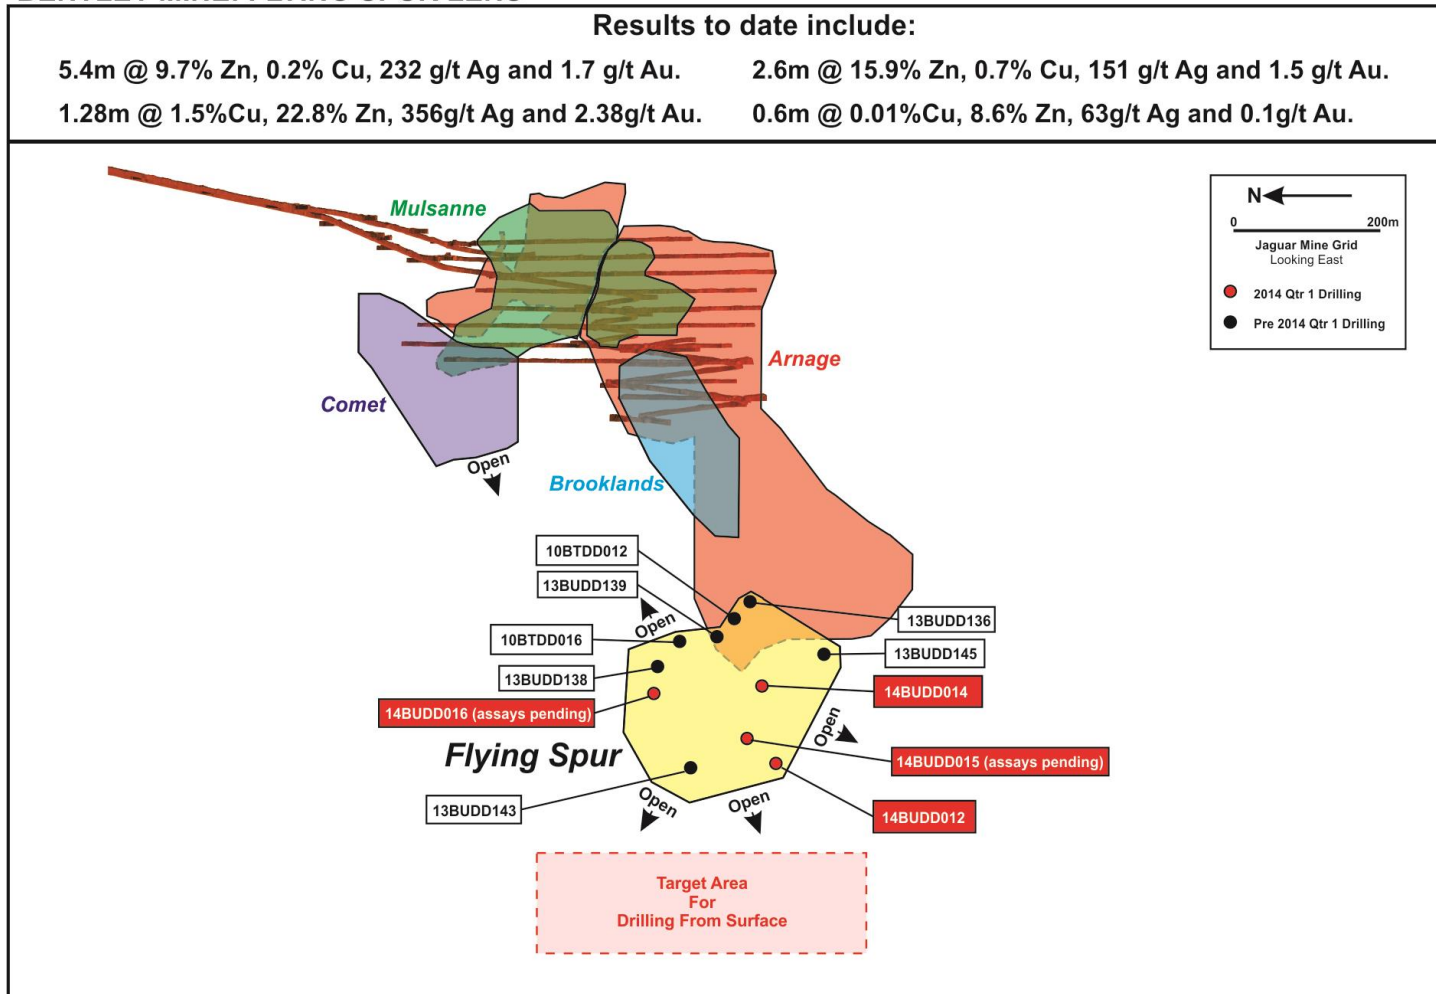 Results to date include:
5.4m @ 9.7% Zn, 0.2% Cu, 232 g/t Ag and 1.7 g/t Au.
2.6m @ 15.9% Zn, 0.7% Cu, 151 g/t Ag and 1.5 g/t Au.
1.28m @ 1.5%Cu, 22.8% Zn, 356g/t Ag and 2.38g/t Au.
0.6m @ 0.01%Cu, 8.6% Zn, 63g/t Ag and 0.1g/t Au.
N
0 200m
Jaguar Mine Grid
Looking East
2014 Qtr 1 Drilling
Pre 2014 Qtr 1 Drilling
Mulsanne
Arnage
Comet
Open
Brooklands
10BTDD012
13BUDD139
Open
13BUDD136
10BTDD016
13BUDD145
13BUDD138
14BUDD014
14BUDD016 (assays pending)
Open
Flying Spur
14BUDD015 (assays pending)
Open
Open
13BUDD143
14BUDD012
Target Area
For
Drilling From Surface